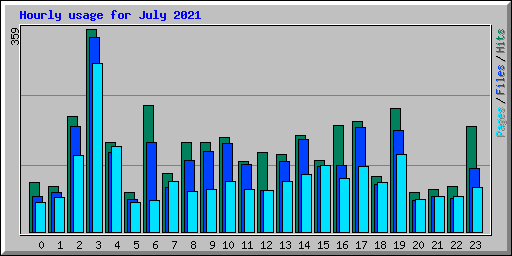 Hourly usage for July 2021
359
Pages / Files / Hits
0 1 2 3 4 5 6 7 8 9 10 11 12 13 14 15 16 17 18 19 20 21 22 23